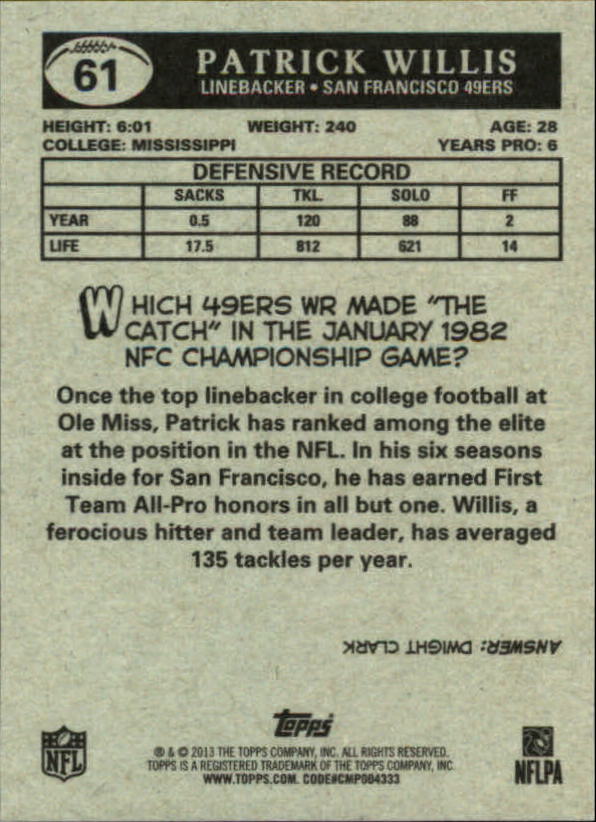 61
PATRICK WILLIS
LINEBACKER • SAN FRANCISCO 49ERS
HEIGHT: 6:01 WEIGHT: 240 AGE: 28
COLLEGE: MISSISSIPPI YEARS PRO: 6
DEFENSIVE RECORD
SACKS TKL. SOLO FF
YEAR 0.5 120 88 2
LIFE 17.5 812 621 14
WHICH 49ERS WR MADE "THE
CATCH" IN THE JANUARY 1982
NFC CHAMPIONSHIP GAME?
Once the top linebacker in college football at
Ole Miss, Patrick has ranked among the elite
at the position in the NFL. In his six seasons
inside for San Francisco, he has earned First
Team All-Pro honors in all but one. Willis, a
ferocious hitter and team leader, has averaged
135 tackles per year.
ANSWER: DWIGHT CLARK
Topps
® & © 2013 THE TOPPS COMPANY, INC. ALL RIGHTS RESERVED.
TOPPS IS A REGISTERED TRADEMARK OF THE TOPPS COMPANY, INC.
WWW.TOPPS.COM. CODE#CMP004333
NFL
NFLPA